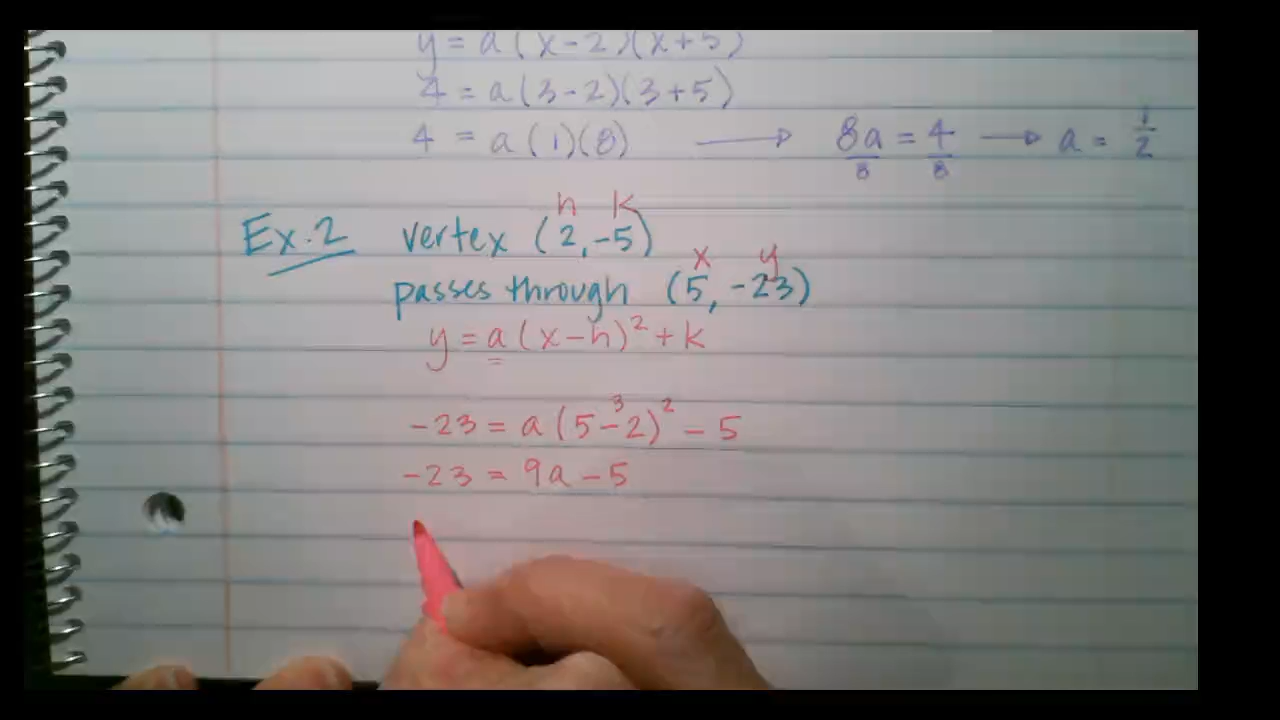 y = a (x-2)(x+5)
4 = a (3-2)(3+5)
4 = a (1)(8) → 8a/8 = 4/8 → a = 1/2
h k
Ex. 2 vertex (2, -5)
x y
passes through (5, -23)
y = a (x-h)² + k
3
-23 = a (5-2)² - 5
-23 = 9a - 5